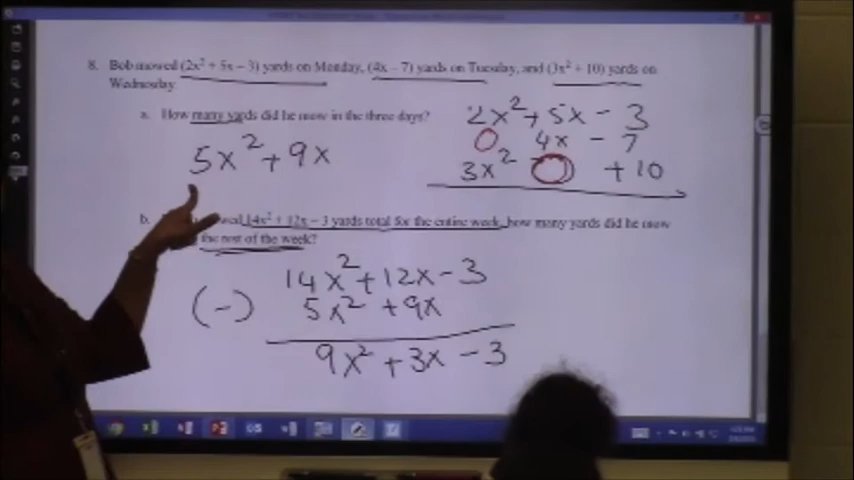 8. Bob mowed (2x² + 5x – 3) yards on Monday, (4x – 7) yards on Tuesday, and (3x² + 10) yards on
Wednesday.
a. How many yards did he mow in the three days?
5x² + 9x
2x² + 5x – 3
0 4x – 7
3x² 0 + 10
b. 14x² + 12x – 3 yards total for the entire week, how many yards did he mow
the rest of the week?
14x² + 12x – 3
(–) 5x² + 9x
9x² + 3x – 3